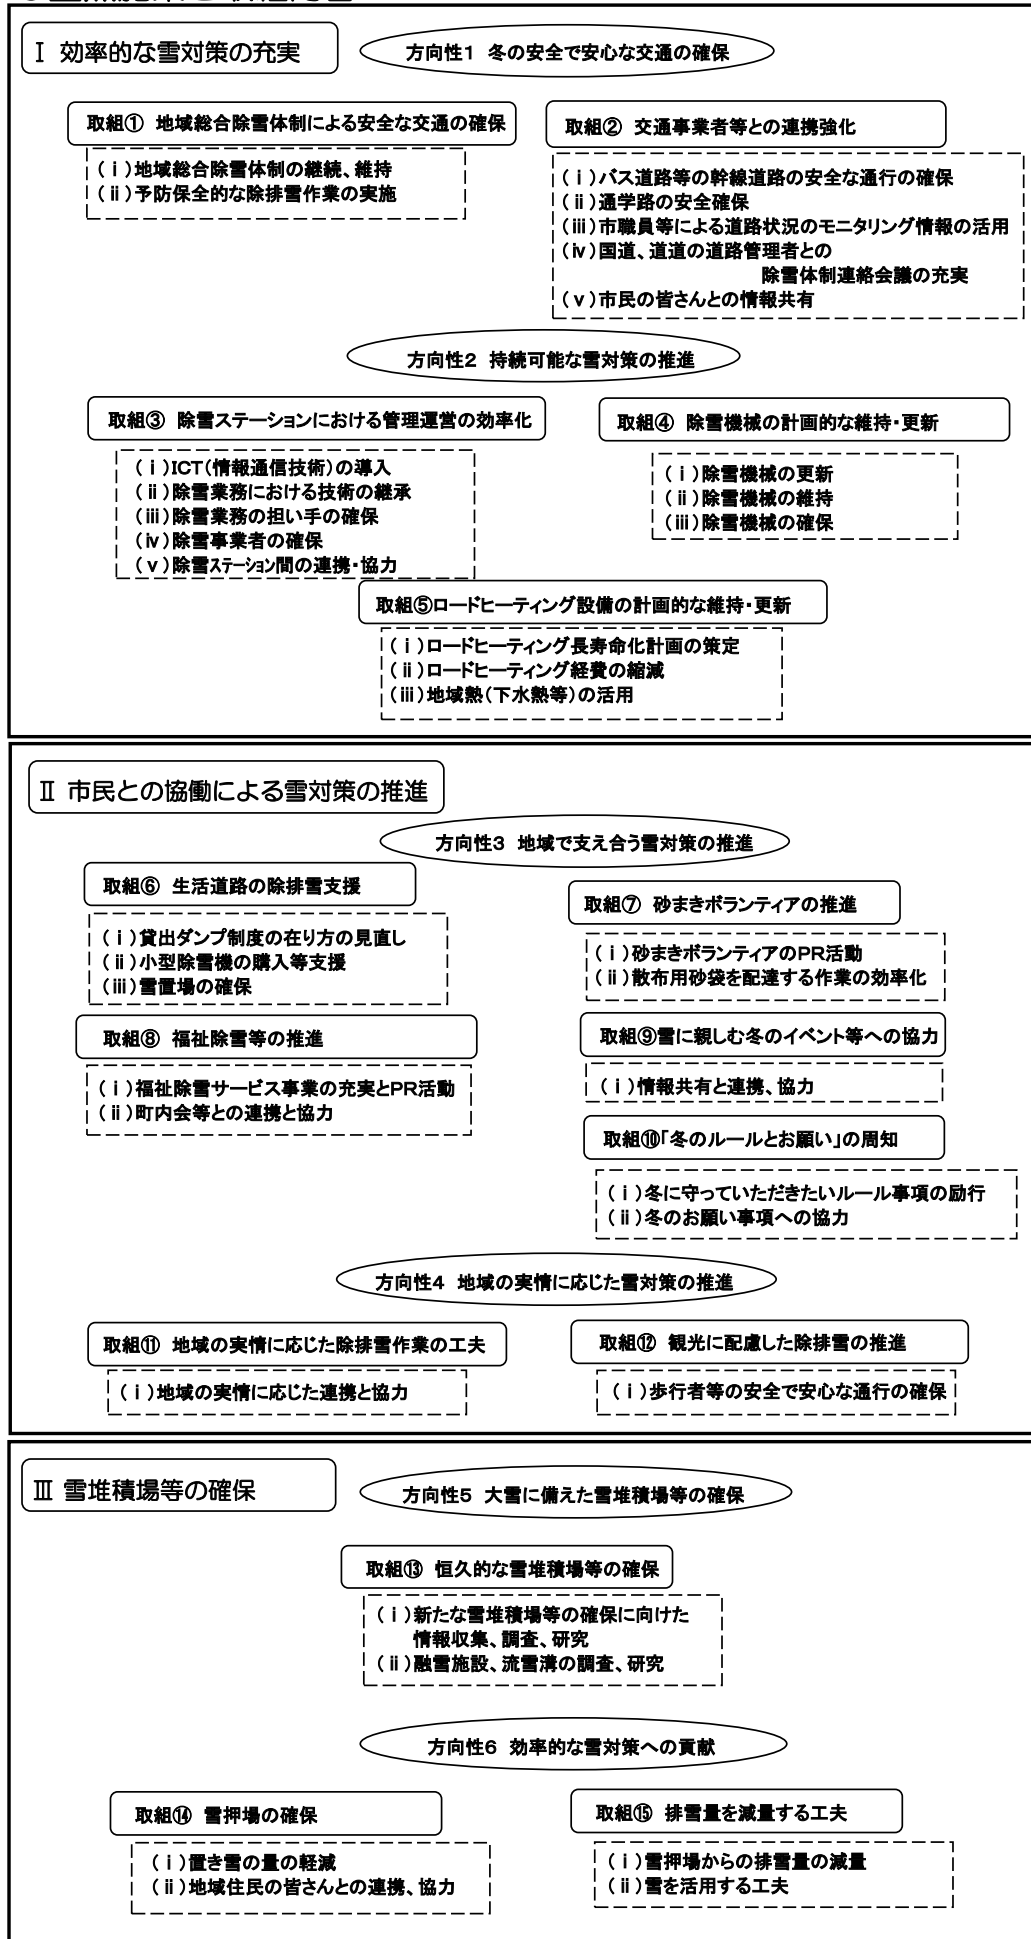 Ⅰ 効率的な雪対策の充実
方向性1 冬の安全で安心な交通の確保
取組① 地域総合除雪体制による安全な交通の確保
(ⅰ)地域総合除雪体制の継続、維持
(ⅱ)予防保全的な除排雪作業の実施
取組② 交通事業者等との連携強化
(ⅰ)バス道路等の幹線道路の安全な通行の確保
(ⅱ)通学路の安全確保
(ⅲ)市職員等による道路状況のモニタリング情報の活用
(ⅳ)国道、道道の道路管理者との
除雪体制連絡会議の充実
(ⅴ)市民の皆さんとの情報共有
方向性2 持続可能な雪対策の推進
取組③ 除雪ステーションにおける管理運営の効率化
(ⅰ)ICT(情報通信技術)の導入
(ⅱ)除雪業務における技術の継承
(ⅲ)除雪業務の担い手の確保
(ⅳ)除雪事業者の確保
(ⅴ)除雪ステーション間の連携・協力
取組④ 除雪機械の計画的な維持・更新
(ⅰ)除雪機械の更新
(ⅱ)除雪機械の維持
(ⅲ)除雪機械の確保
取組⑤ロードヒーティング設備の計画的な維持・更新
(ⅰ)ロードヒーティング長寿命化計画の策定
(ⅱ)ロードヒーティング経費の縮減
(ⅲ)地域熱(下水熱等)の活用
Ⅱ 市民との協働による雪対策の推進
方向性3 地域で支え合う雪対策の推進
取組⑥ 生活道路の除排雪支援
(ⅰ)貸出ダンプ制度の在り方の見直し
(ⅱ)小型除雪機の購入等支援
(ⅲ)雪置場の確保
取組⑦ 砂まきボランティアの推進
(ⅰ)砂まきボランティアのPR活動
(ⅱ)散布用砂袋を配達する作業の効率化
取組⑧ 福祉除雪等の推進
(ⅰ)福祉除雪サービス事業の充実とPR活動
(ⅱ)町内会等との連携と協力
取組⑨雪に親しむ冬のイベント等への協力
(ⅰ)情報共有と連携、協力
取組⑩「冬のルールとお願い」の周知
(ⅰ)冬に守っていただきたいルール事項の励行
(ⅱ)冬のお願い事項への協力
方向性4 地域の実情に応じた雪対策の推進
取組⑪ 地域の実情に応じた除排雪作業の工夫
(ⅰ)地域の実情に応じた連携と協力
取組⑫ 観光に配慮した除排雪の推進
(ⅰ)歩行者等の安全で安心な通行の確保
Ⅲ 雪堆積場等の確保
方向性5 大雪に備えた雪堆積場等の確保
取組⑬ 恒久的な雪堆積場等の確保
(ⅰ)新たな雪堆積場等の確保に向けた
情報収集、調査、研究
(ⅱ)融雪施設、流雪溝の調査、研究
方向性6 効率的な雪対策への貢献
取組⑭ 雪押場の確保
(ⅰ)置き雪の量の軽減
(ⅱ)地域住民の皆さんとの連携、協力
取組⑮ 排雪量を減量する工夫
(ⅰ)雪押場からの排雪量の減量
(ⅱ)雪を活用する工夫